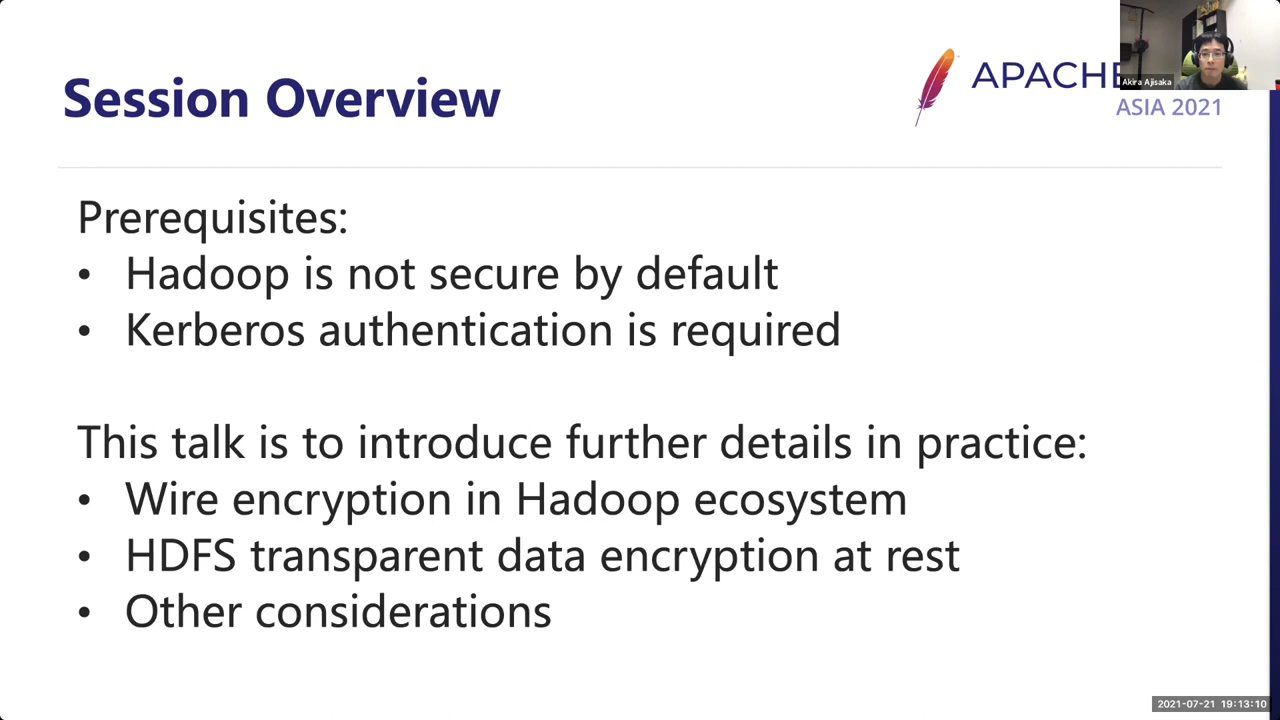 Session Overview
APACHE
Akira Ajisaka
ASIA 2021
Prerequisites:
• Hadoop is not secure by default
• Kerberos authentication is required
This talk is to introduce further details in practice:
• Wire encryption in Hadoop ecosystem
• HDFS transparent data encryption at rest
• Other considerations
2021-07-21 19:13:10